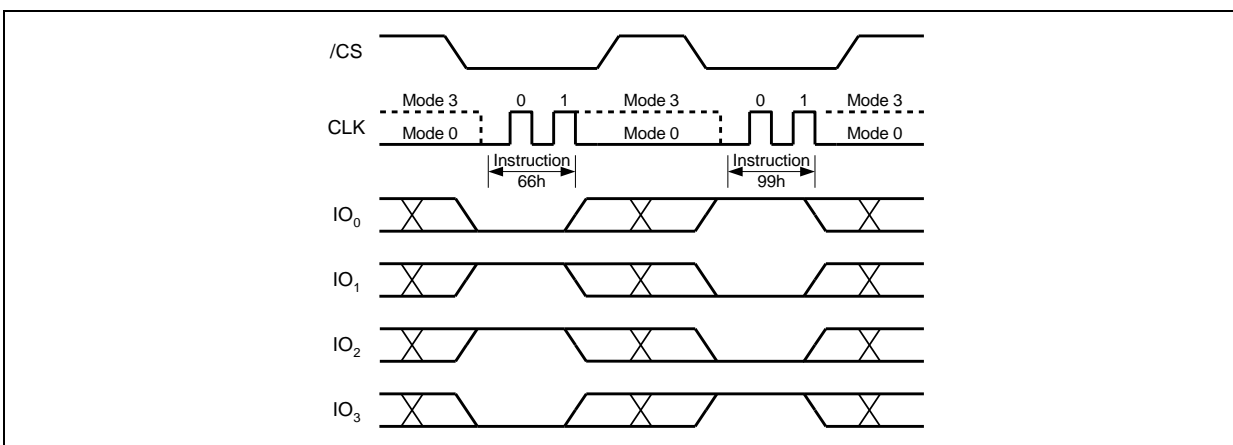 /CS
Mode 3 0 1 Mode 3 0 1 Mode 3
CLK
Mode 0 Mode 0 Mode 0
Instruction Instruction
66h 99h
IO0
IO1
IO2
IO3